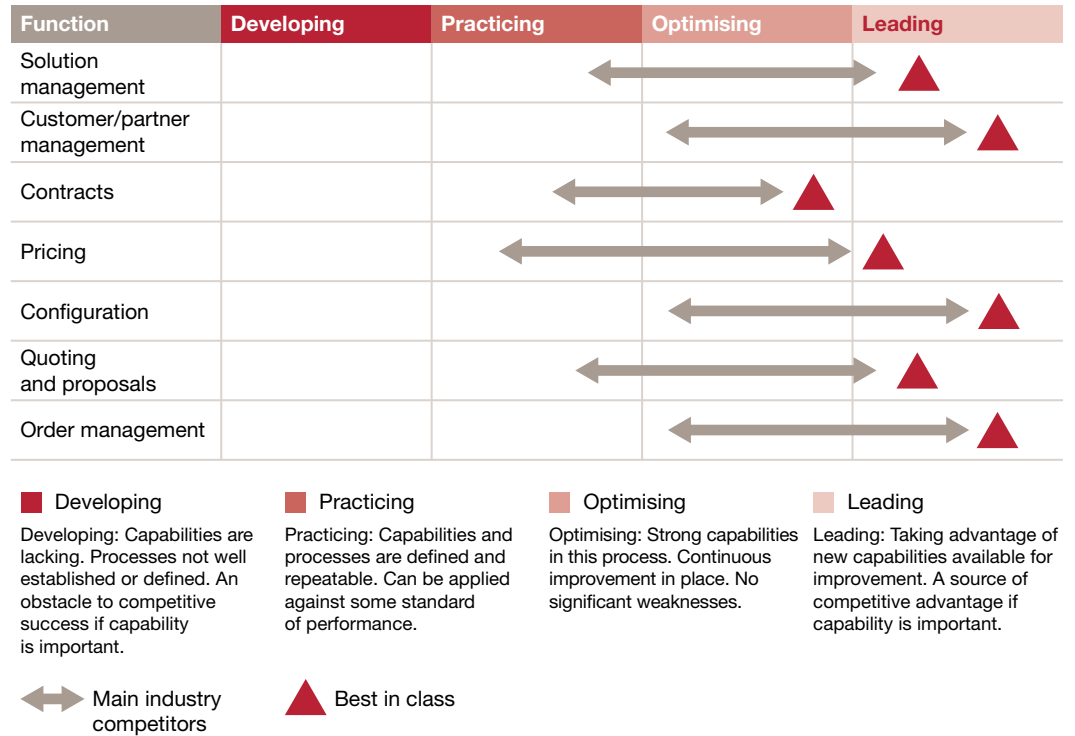 Function Developing Practicing Optimising Leading
Solution
management
Customer/partner
management
Contracts
Pricing
Configuration
Quoting
and proposals
Order management
Developing
Developing: Capabilities are
lacking. Processes not well
established or defined. An
obstacle to competitive
success if capability
is important.
Practicing
Practicing: Capabilities and
processes are defined and
repeatable. Can be applied
against some standard
of performance.
Optimising
Optimising: Strong capabilities
in this process. Continuous
improvement in place. No
significant weaknesses.
Leading
Leading: Taking advantage of
new capabilities available for
improvement. A source of
competitive advantage if
capability is important.
Main industry
competitors
Best in class